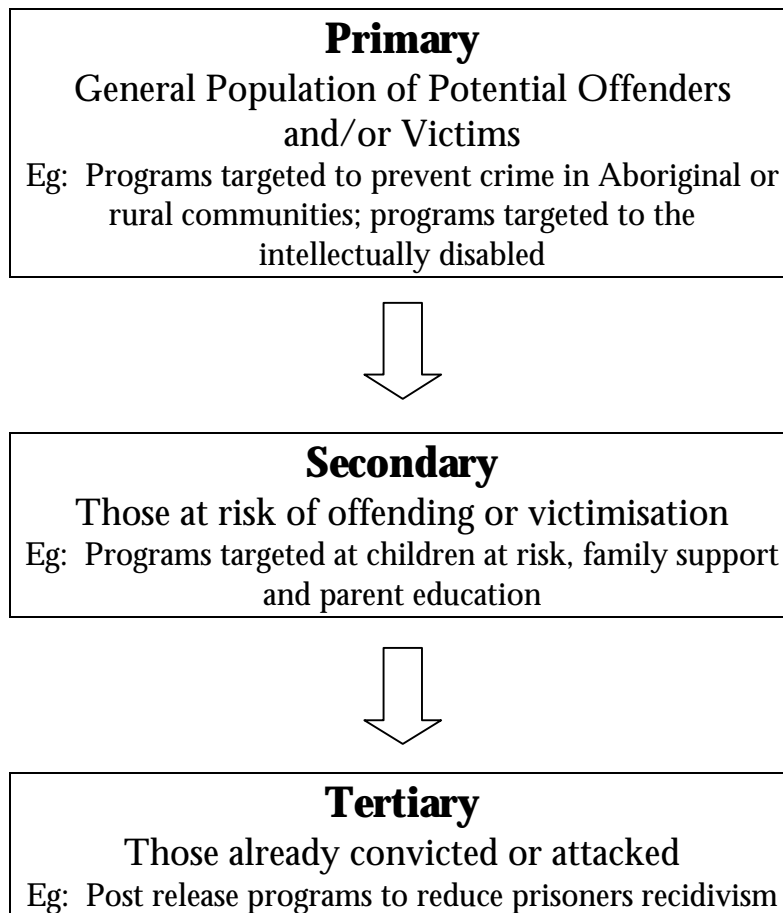 Primary
General Population of Potential Offenders
and/or Victims
Eg: Programs targeted to prevent crime in Aboriginal or
rural communities; programs targeted to the
intellectually disabled
Secondary
Those at risk of offending or victimisation
Eg: Programs targeted at children at risk, family support
and parent education
Tertiary
Those already convicted or attacked
Eg: Post release programs to reduce prisoners recidivism